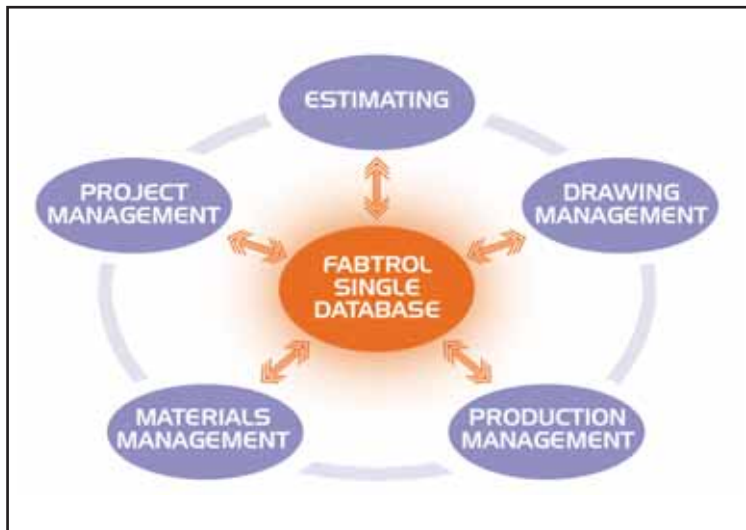 ESTIMATING
PROJECT
MANAGEMENT
DRAWING
MANAGEMENT
FABTROL
SINGLE
DATABASE
MATERIALS
MANAGEMENT
PRODUCTION
MANAGEMENT